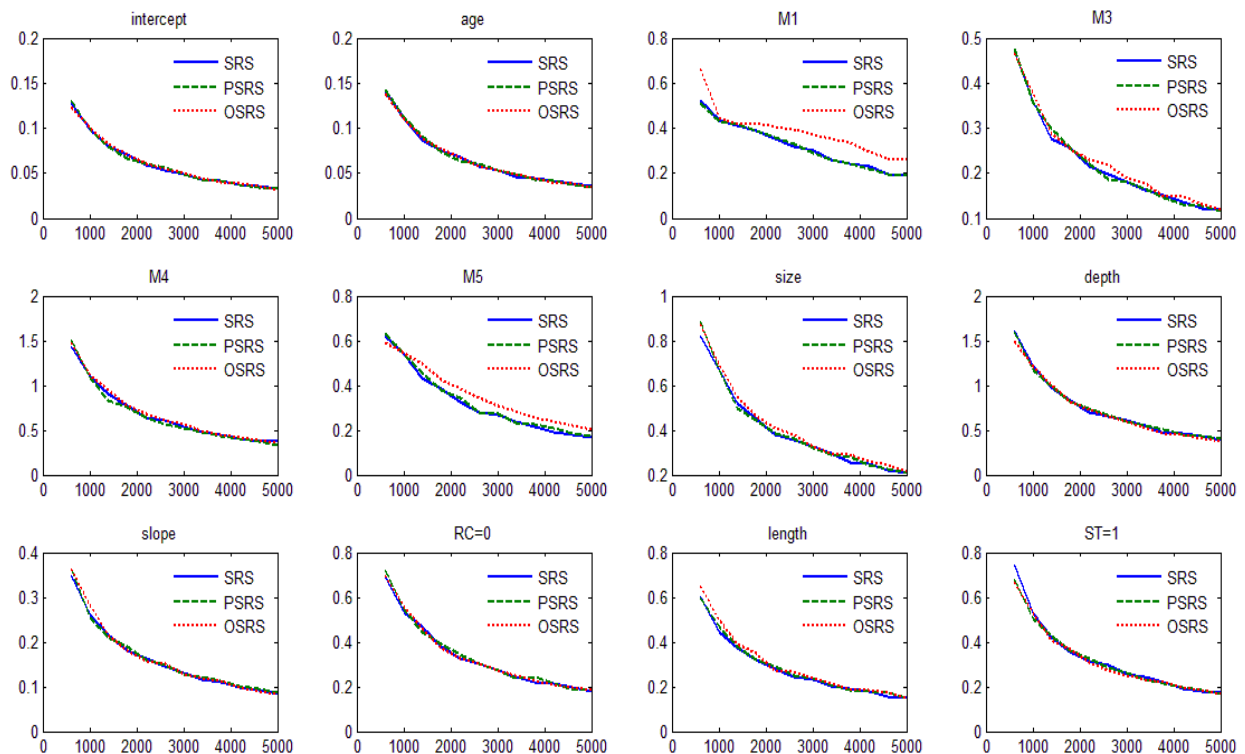 intercept age M1 M3
0.2 0.2 0.8 0.5
SRS SRS SRS SRS
0.15 0.15 0.6 0.4
PSRS PSRS PSRS PSRS
OSRS OSRS OSRS OSRS
0.1 0.1 0.4 0.3
0.05 0.05 0.2 0.2
0 0 0 0.1
0 1000 2000 3000 4000 5000 0 1000 2000 3000 4000 5000 0 1000 2000 3000 4000 5000 0 1000 2000 3000 4000 5000
M4 M5 size depth
2 0.8 1 2
SRS SRS SRS SRS
1.5 0.6 0.8 1.5
PSRS PSRS PSRS PSRS
OSRS OSRS OSRS OSRS
1 0.4 0.6 1
0.5 0.2 0.4 0.5
0 0 0.2 0
0 1000 2000 3000 4000 5000 0 1000 2000 3000 4000 5000 0 1000 2000 3000 4000 5000 0 1000 2000 3000 4000 5000
slope RC=0 length ST=1
0.4 0.8 0.8 0.8
SRS SRS SRS SRS
0.3 0.6 0.6 0.6
PSRS PSRS PSRS PSRS
OSRS OSRS OSRS OSRS
0.2 0.4 0.4 0.4
0.1 0.2 0.2 0.2
0 0 0 0
0 1000 2000 3000 4000 5000 0 1000 2000 3000 4000 5000 0 1000 2000 3000 4000 5000 0 1000 2000 3000 4000 5000